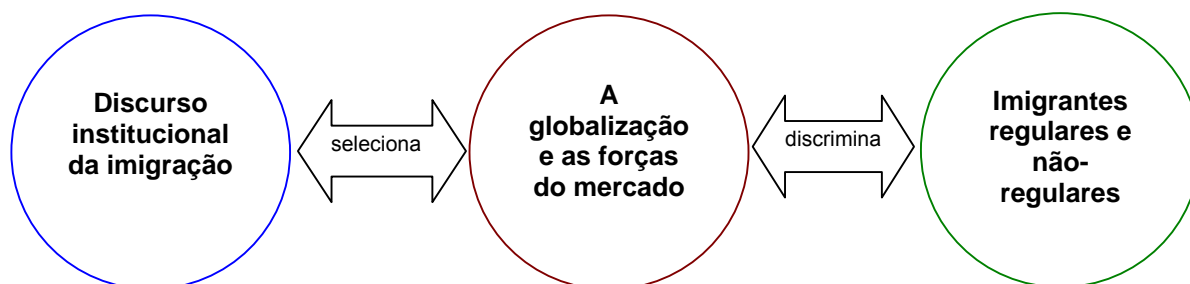 Discurso
institucional
da imigração
seleciona
A
globalização
e as forças
do mercado
discrimina
Imigrantes
regulares e
não-
regulares